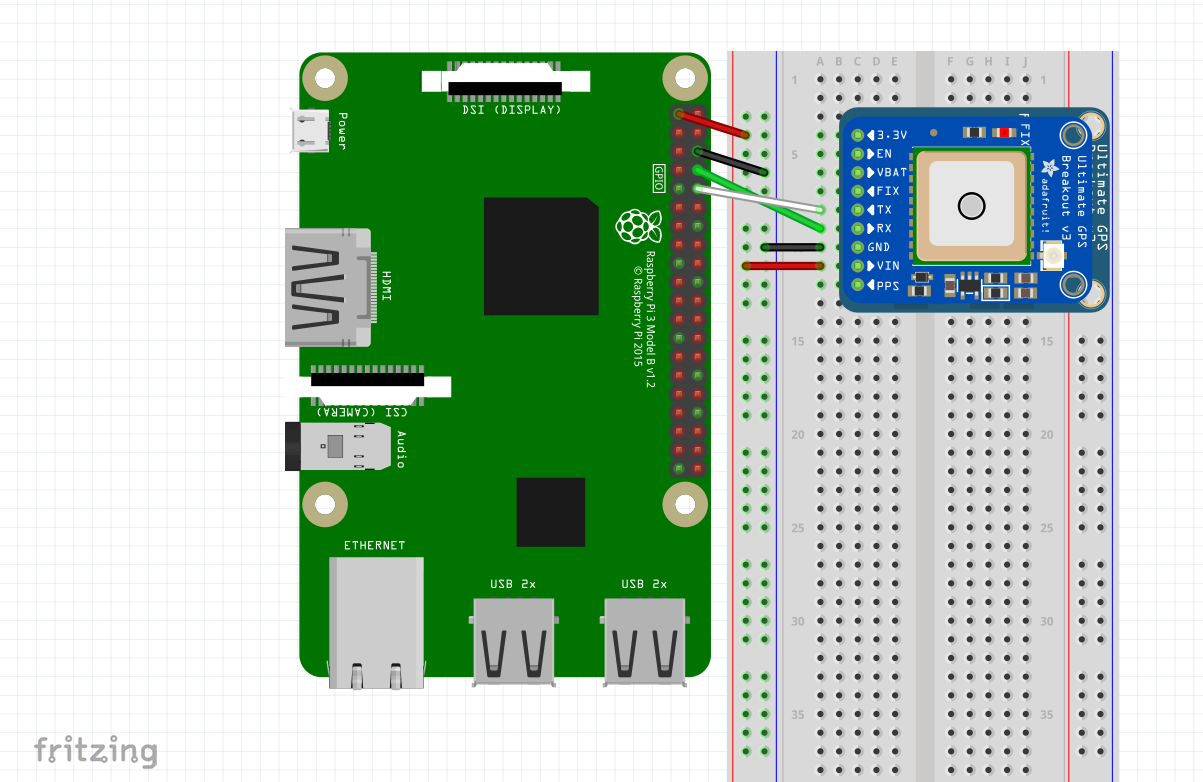 DSI (DISPLAY)
Power
GPIO
HDMI
Raspberry Pi 3 Model B v1.2
© Raspberry Pi 2015
CSI (CAMERA)
Audio
ETHERNET
USB 2x
USB 2x
A B C D E
F G H I J
1
1
5
15
15
20
20
25
25
30
30
35
35
3.3V
EN
VBAT
FIX
TX
RX
GND
VIN
PPS
FIX
adafruit!
Ultimate GPS
Breakout v3
Ultimate GPS
fritzing